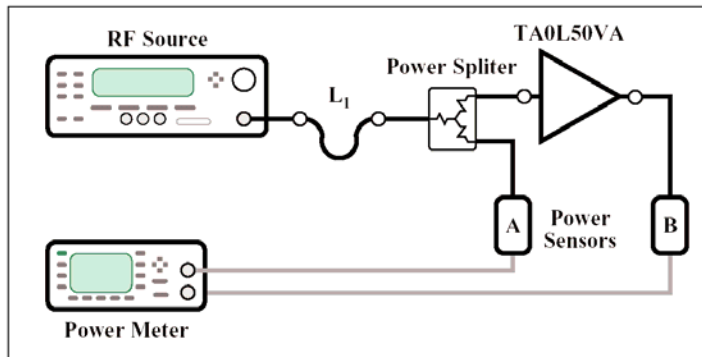 TA0L50VA
RF Source
Power Spliter
L1
A
Power
Sensors
B
Power Meter